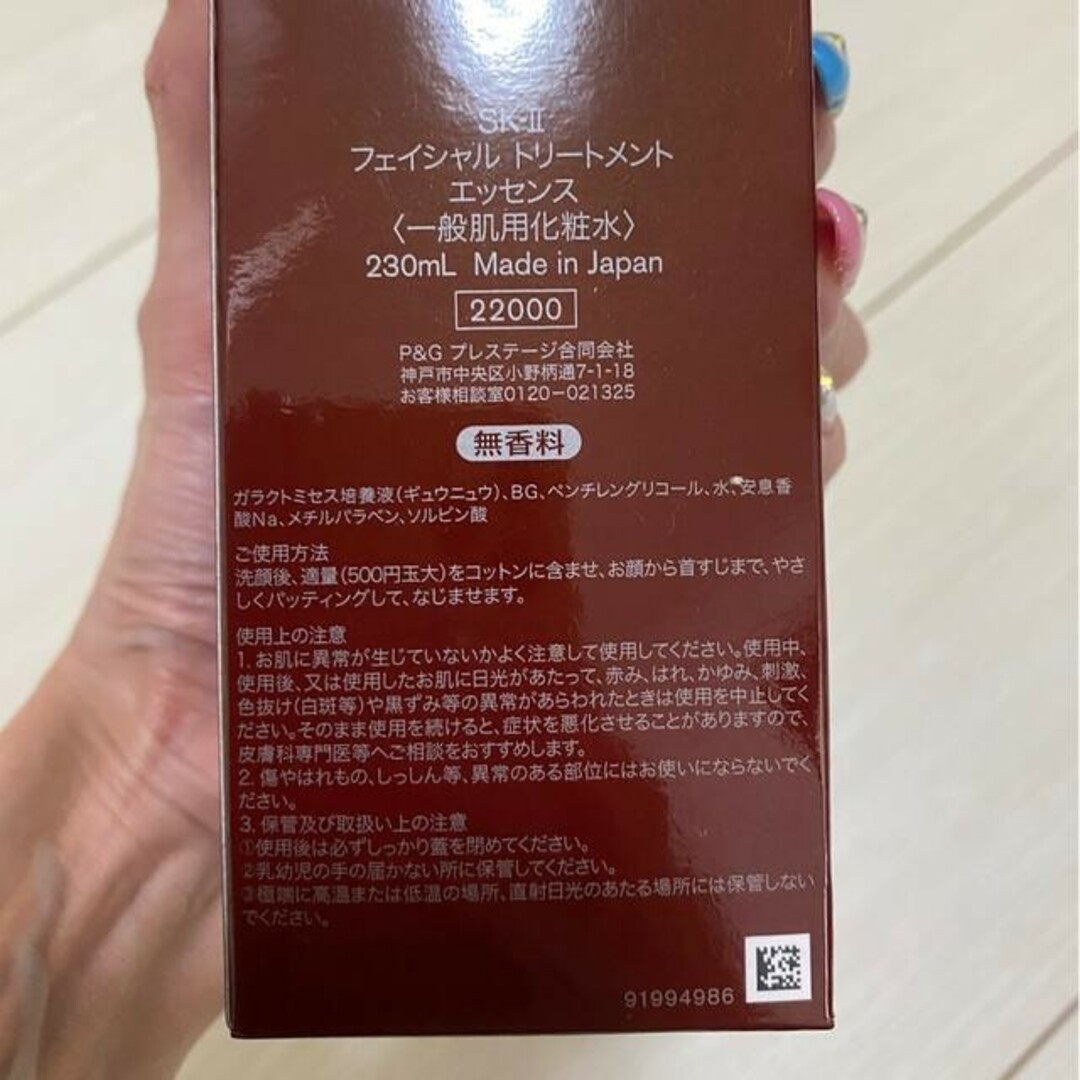 SK-II
フェイシャル トリートメント
エッセンス
〈一般肌用化粧水〉
230mL Made in Japan
22000
P&G プレステージ合同会社
神戸市中央区小野柄通7-1-18
お客様相談室0120-021325
無香料
ガラクトミセス培養液(ギュウニュウ)、BG、ペンチレングリコール、水、安息香
酸Na、メチルパラベン、ソルビン酸
ご使用方法
洗顔後、適量(500円玉大)をコットンに含ませ、お顔から首すじまで、やさ
しくパッティングして、なじませます。
使用上の注意
1. お肌に異常が生じていないかよく注意して使用してください。使用中、
使用後、又は使用したお肌に日光があたって、赤み、はれ、かゆみ、刺激、
色抜け(白斑等)や黒ずみ等の異常があらわれたときは使用を中止してく
ださい。そのまま使用を続けると、症状を悪化させることがありますので、
皮膚科専門医等へご相談をおすすめします。
2. 傷やはれもの、しっしん等、異常のある部位にはお使いにならないでく
ださい。
3. 保管及び取扱い上の注意
①使用後は必ずしっかり蓋を閉めてください。
②乳幼児の手の届かない所に保管してください。
③極端に高温または低温の場所、直射日光のあたる場所には保管しない
でください。
91994986